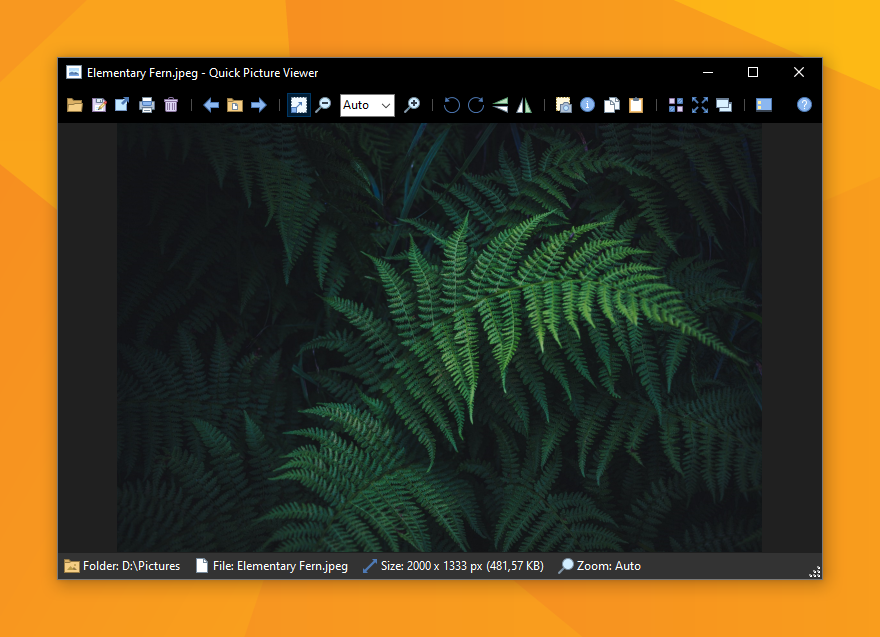 Elementary Fern.jpeg - Quick Picture Viewer
Auto
Folder: D:\Pictures File: Elementary Fern.jpeg Size: 2000 x 1333 px (481,57 KB) Zoom: Auto